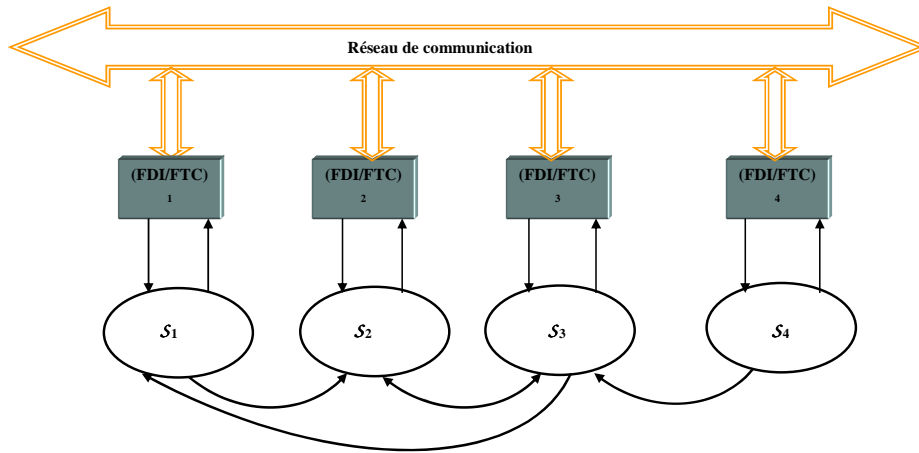 Réseau de communication
(FDI/FTC) (FDI/FTC) (FDI/FTC) (FDI/FTC)
1 2 3 4
S1 S2 S3 S4